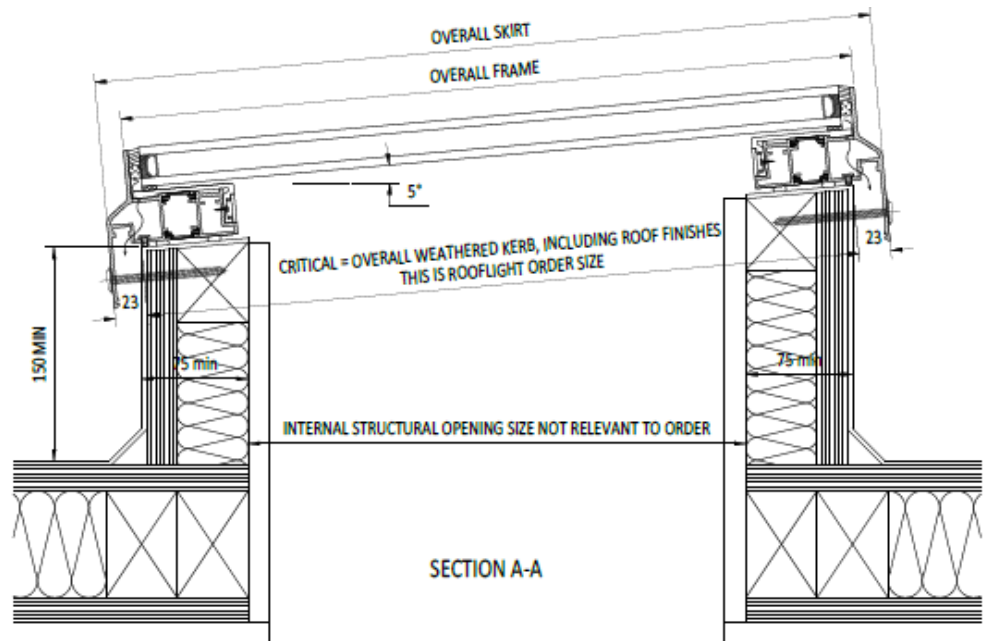 OVERALL SKIRT
OVERALL FRAME
5°
CRITICAL = OVERALL WEATHERED KERB, INCLUDING ROOF FINISHES
THIS IS ROOFLIGHT ORDER SIZE
23
23
150 MIN
75 min
75 min
INTERNAL STRUCTURAL OPENING SIZE NOT RELEVANT TO ORDER
SECTION A-A